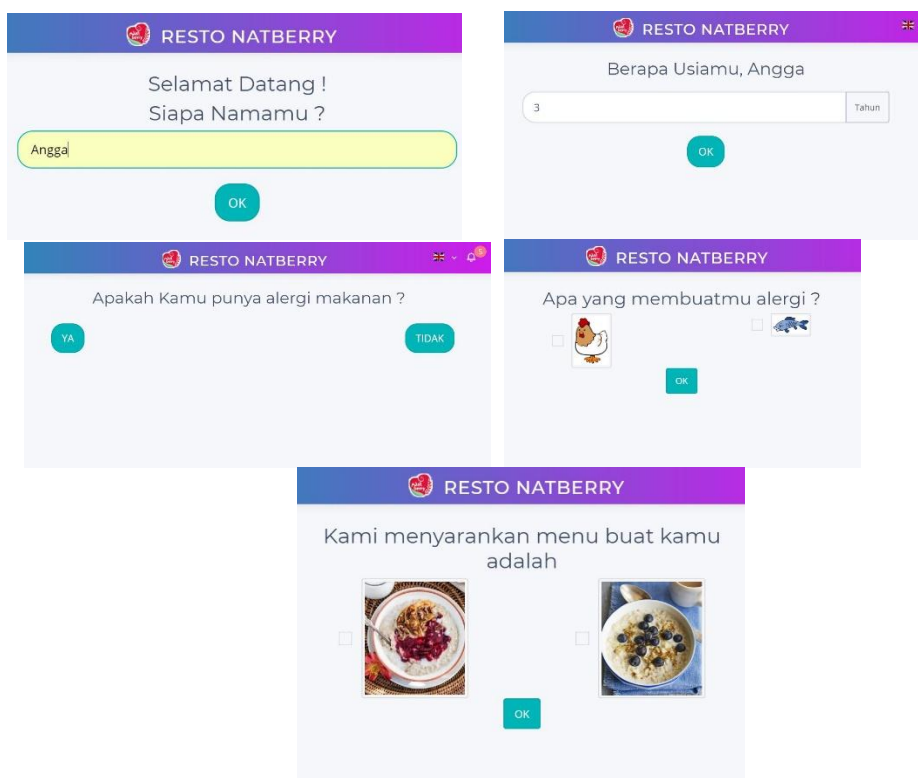 RESTO NATBERRY
Selamat Datang !
Siapa Namamu ?
Angga
OK
RESTO NATBERRY
Berapa Usiamu, Angga
3
Tahun
OK
RESTO NATBERRY
Apakah Kamu punya alergi makanan ?
YA
TIDAK
RESTO NATBERRY
Apa yang membuatmu alergi ?
OK
RESTO NATBERRY
Kami menyarankan menu buat kamu
adalah
OK